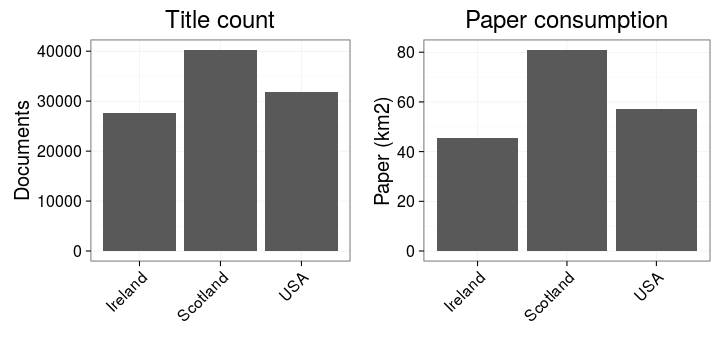 Title count
Documents
40000
30000
20000
10000
0
Ireland
Scotland
USA
Paper consumption
Paper (km2)
80
60
40
20
0
Ireland
Scotland
USA